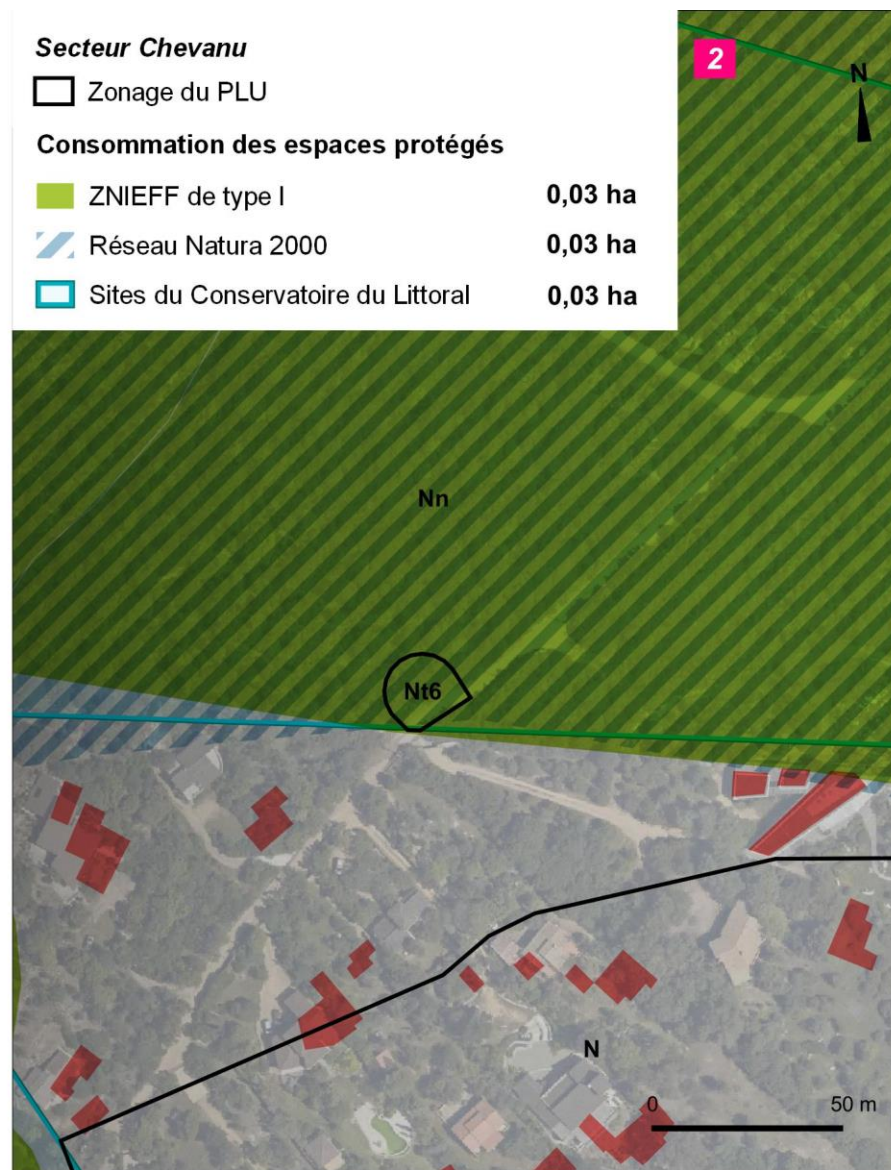 Secteur Chevanu
Zonage du PLU
Consommation des espaces protégés
ZNIEFF de type I 0,03 ha
Réseau Natura 2000 0,03 ha
Sites du Conservatoire du Littoral 0,03 ha
2
N
Nn
Nt6
N
0 50 m